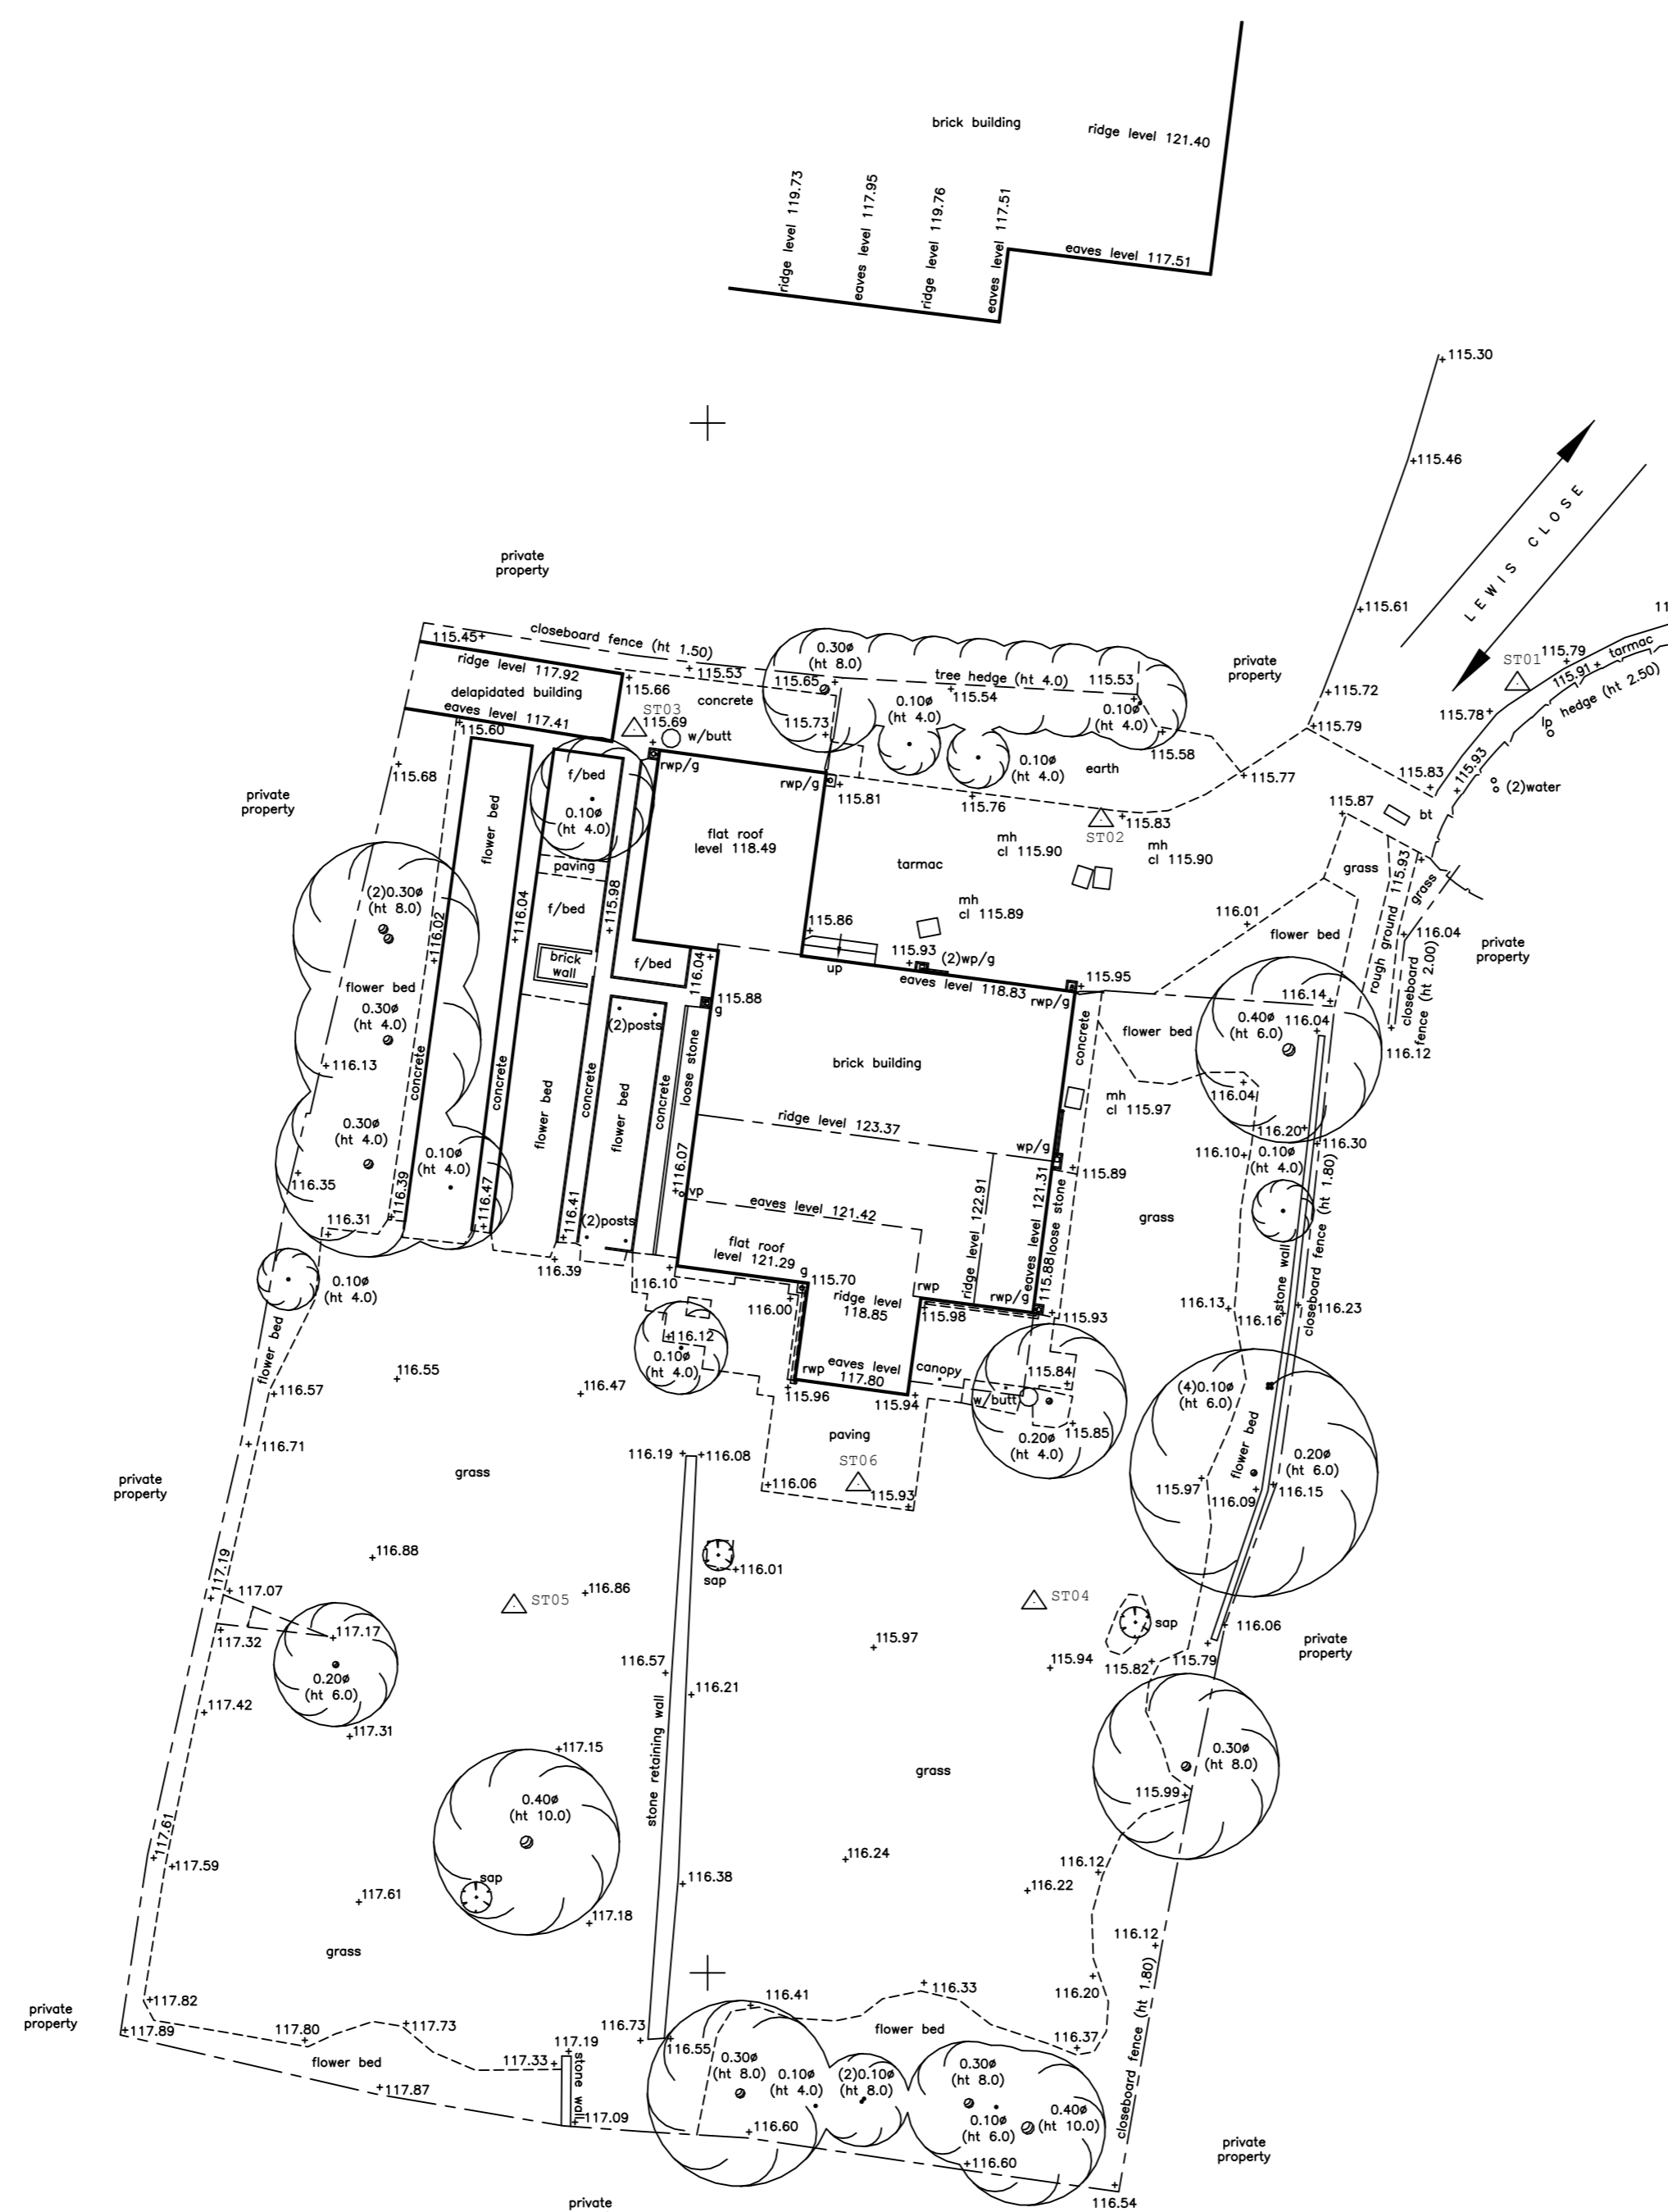 brick building
ridge level 121.40
ridge level 119.73
eaves level 117.95
ridge level 119.76
eaves level 117.51
eaves level 117.51
115.30
115.46
LEWIS CLOSE
private
property
115.61
115.45
closeboard fence (ht 1.50)
0.30ø
(ht 8.0)
private
property
115.79
tarmac
ST01
115.91
hedge (ht 2.50)
lp
ridge level 117.92
115.53
115.65
tree hedge (ht 4.0)
115.53
delapidated building
115.66
concrete
115.54
0.10ø
(ht 4.0)
0.10ø
(ht 4.0)
115.72
115.78
eaves level 117.41
ST03
115.69
w/butt
115.73
115.79
115.60
rwp/g
115.58
0.10ø
(ht 4.0)
earth
115.77
115.83
115.93
(2)water
115.68
f/bed
rwp/g
115.81
115.76
115.87
bt
private
property
0.10ø
(ht 4.0)
flower bed
flat roof
level 118.49
115.83
ST02
mh
cl 115.90
mh
cl 115.90
tarmac
grass
115.93
grass
paving
(2)0.30ø
(ht 8.0)
116.02
116.04
115.98
f/bed
mh
cl 115.89
115.86
116.01
flower bed
rough ground
116.04
private
property
closeboard
fence (ht 2.00)
brick
wall
f/bed
116.04
up
115.93
(2)wp/g
eaves level 118.83
115.95
rwp/g
flower bed
0.30ø
(ht 4.0)
115.88
g
(2)posts
116.14
0.40ø
(ht 6.0)
116.04
116.12
flower bed
concrete
116.13
concrete
concrete
concrete
concrete
loose stone
flower bed
flower bed
brick building
mh
cl 115.97
116.04
0.30ø
(ht 4.0)
0.10ø
(ht 4.0)
ridge level 123.37
wp/g
116.20
116.30
116.10
0.10ø
(ht 4.0)
115.89
116.35
116.39
116.47
116.41
116.07
vp
eaves level 121.42
ridge level 122.91
eaves level 121.31
loose stone
grass
116.31
(2)posts
flat roof
level 121.29
g
115.88
stone wall
closeboard fence (ht 1.80)
0.10ø
(ht 4.0)
116.39
116.10
115.70
116.00
ridge level
118.85
rwp
rwp/g
115.98
115.93
116.13
116.16
116.23
flower bed
116.12
0.10ø
(ht 4.0)
116.55
116.57
116.47
rwp
eaves level
117.80
canopy
115.84
w/butt
115.96
115.94
115.85
0.20ø
(ht 4.0)
(4)0.10ø
(ht 6.0)
flower bed
0.20ø
(ht 6.0)
116.71
paving
116.19
116.08
ST06
grass
116.06
115.93
115.97
116.09
116.15
private
property
116.88
116.01
sap
117.19
117.07
116.86
ST05
ST04
sap
117.32
117.17
0.20ø
(ht 6.0)
116.06
private
property
115.97
115.94
115.82
115.79
116.57
116.21
117.42
117.31
117.15
stone retaining wall
grass
0.30ø
(ht 8.0)
115.99
0.40ø
(ht 10.0)
117.61
117.59
sap
117.61
117.18
116.24
116.38
116.12
116.22
grass
116.12
closeboard fence (ht 1.80)
private
property
117.82
117.89
117.80
117.73
116.41
116.33
116.20
flower bed
116.73
116.55
116.37
117.19
117.33
flower bed
stone wall
0.30ø
(ht 8.0)
0.10ø
(ht 4.0)
(2)0.10ø
(ht 8.0)
0.30ø
(ht 8.0)
0.10ø
(ht 6.0)
0.40ø
(ht 10.0)
117.87
117.09
116.60
116.60
private
property
116.54
private